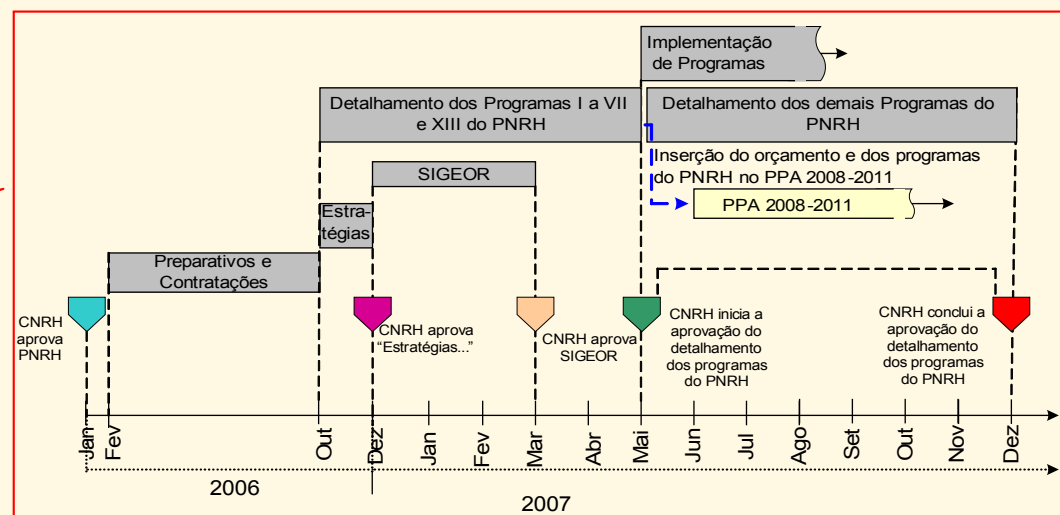 Implementação
de Programas
Detalhamento dos Programas I a VII
e XIII do PNRH
Detalhamento dos demais Programas do
PNRH
Inserção do orçamento e dos programas
do PNRH no PPA 2008-2011
SIGEOR
PPA 2008-2011
Estra-
tégias
Preparativos e
Contratações
CNRH
aprova
PNRH
CNRH aprova
“Estratégias...”
CNRH aprova
SIGEOR
CNRH inicia a
aprovação do
detalhamento
dos programas
do PNRH
CNRH conclui a
aprovação do
detalhamento
dos programas
do PNRH
Jan
Fev
Out
Dez
Jan
Fev
Mar
Abr
Mai
Jun
Jul
Ago
Set
Out
Nov
Dez
2006
2007